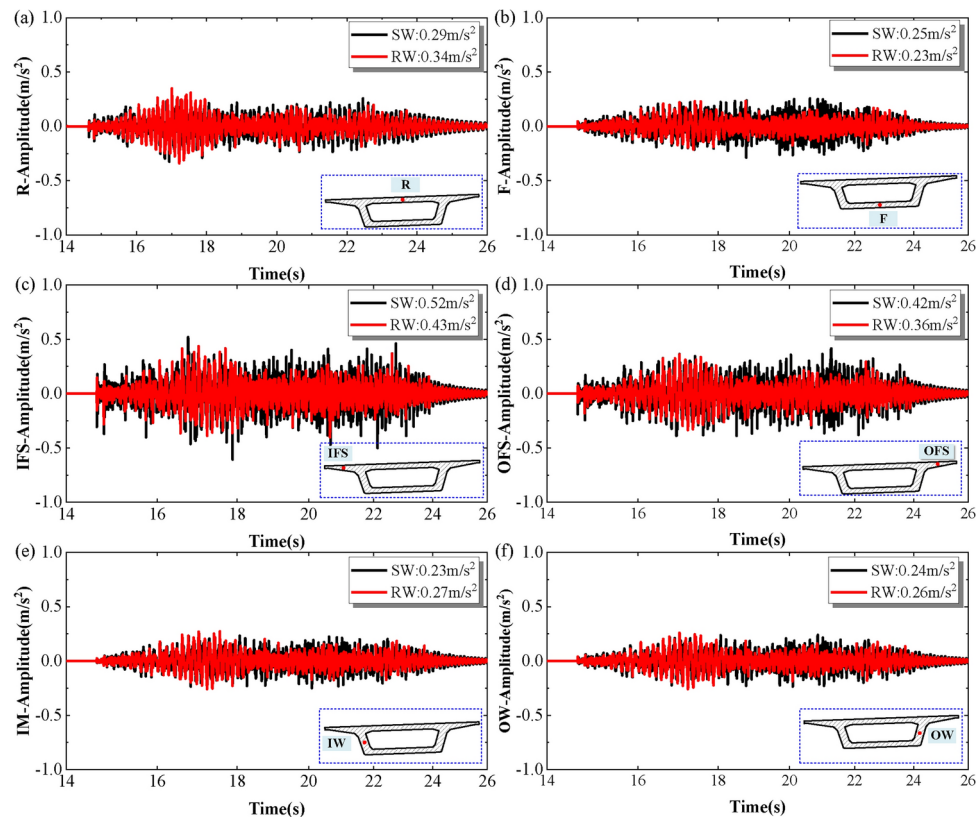 (a)
1.0
0.5
0.0
-0.5
-1.0
R-Amplitude(m/s²)
SW:0.29m/s²
RW:0.34m/s²
R
14 16 18 20 22 24 26
Time(s)
(b)
1.0
0.5
0.0
-0.5
-1.0
F-Amplitude(m/s²)
SW:0.25m/s²
RW:0.23m/s²
F
14 16 18 20 22 24 26
Time(s)
(c)
1.0
0.5
0.0
-0.5
-1.0
IFS-Amplitude(m/s²)
SW:0.52m/s²
RW:0.43m/s²
IFS
14 16 18 20 22 24 26
Time(s)
(d)
1.0
0.5
0.0
-0.5
-1.0
OFS-Amplitude(m/s²)
SW:0.42m/s²
RW:0.36m/s²
OFS
14 16 18 20 22 24 26
Time(s)
(e)
1.0
0.5
0.0
-0.5
-1.0
IM-Amplitude(m/s²)
SW:0.23m/s²
RW:0.27m/s²
IW
14 16 18 20 22 24 26
Time(s)
(f)
1.0
0.5
0.0
-0.5
-1.0
OW-Amplitude(m/s²)
SW:0.24m/s²
RW:0.26m/s²
OW
14 16 18 20 22 24 26
Time(s)